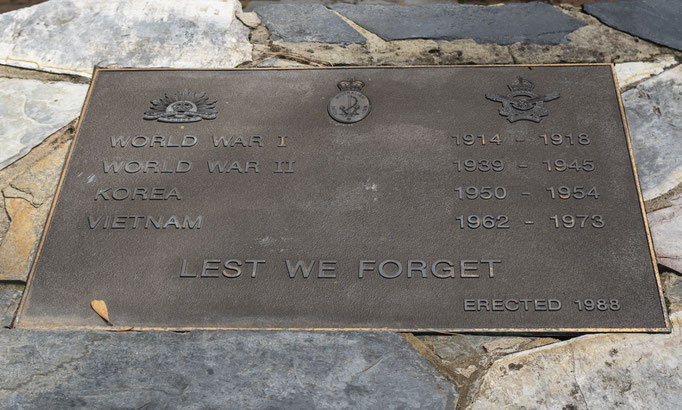 WORLD WAR I 1914 - 1918
WORLD WAR II 1939 - 1945
KOREA 1950 - 1954
VIETNAM 1962 - 1973
LEST WE FORGET
ERECTED 1988